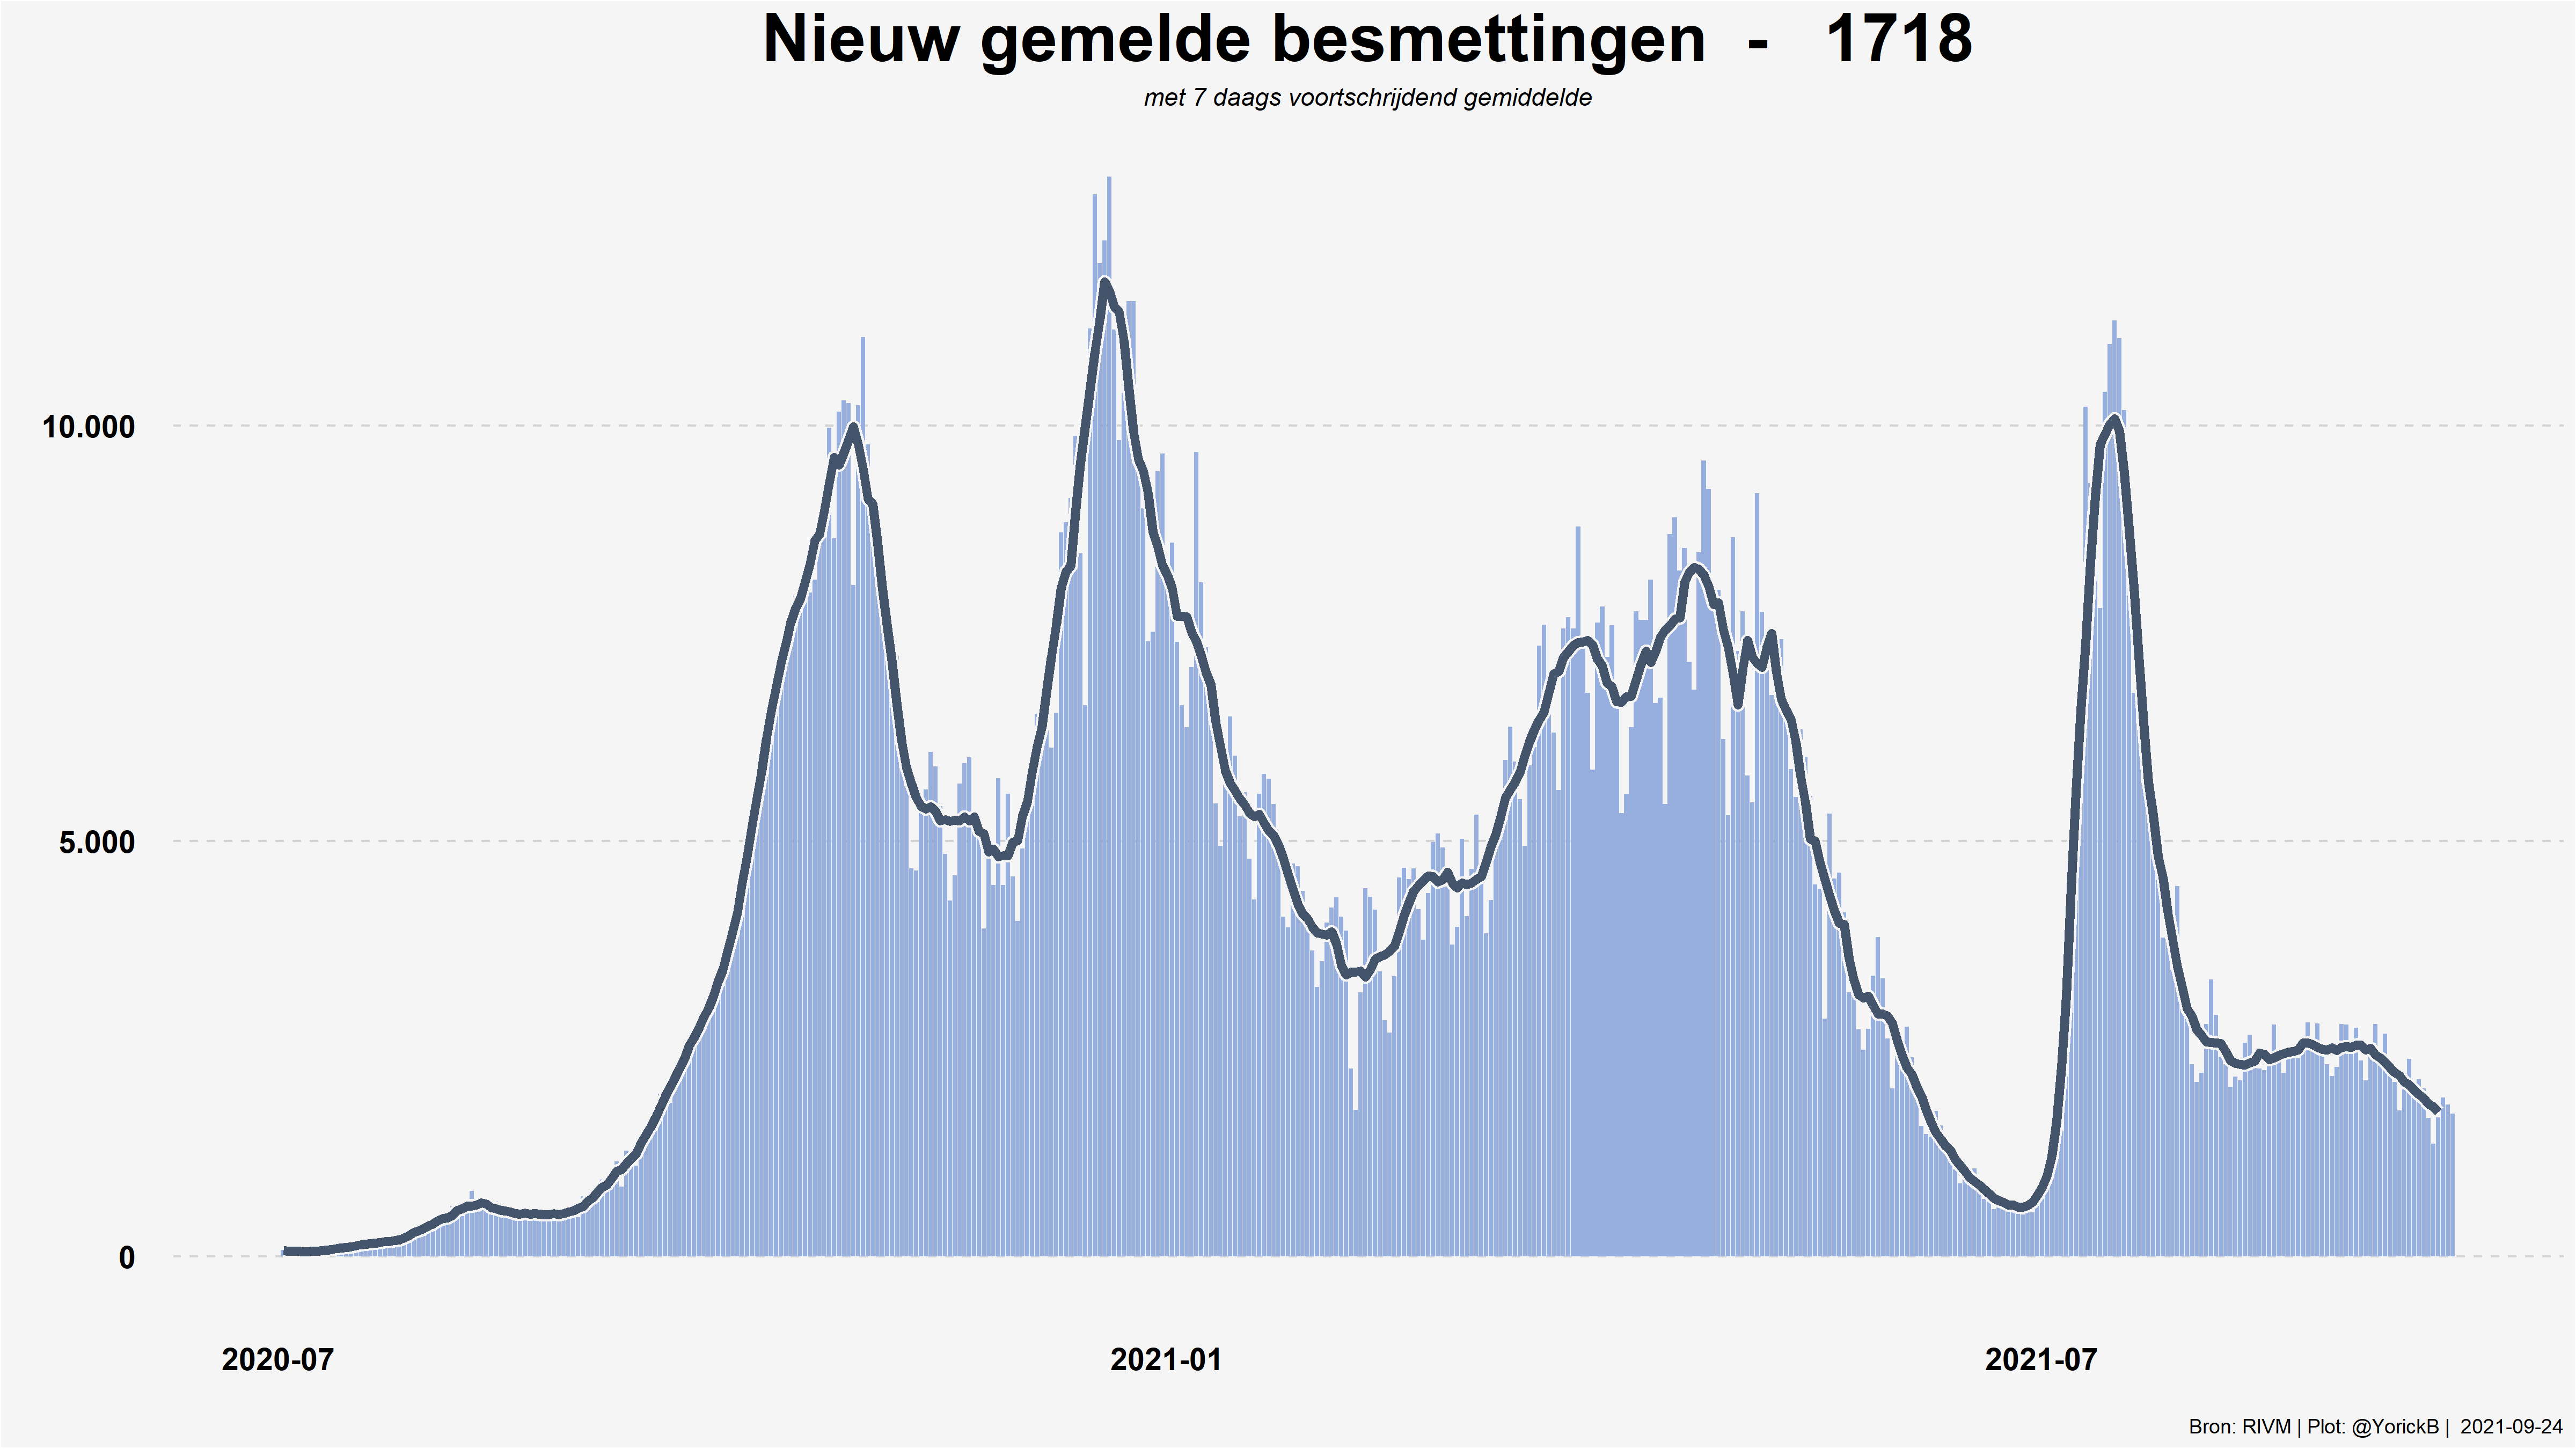 Nieuw gemelde besmettingen - 1718
met 7 daags voortschrijdend gemiddelde
10.000
5.000
0
2020-07 2021-01 2021-07
Bron: RIVM | Plot: @YorickB | 2021-09-24